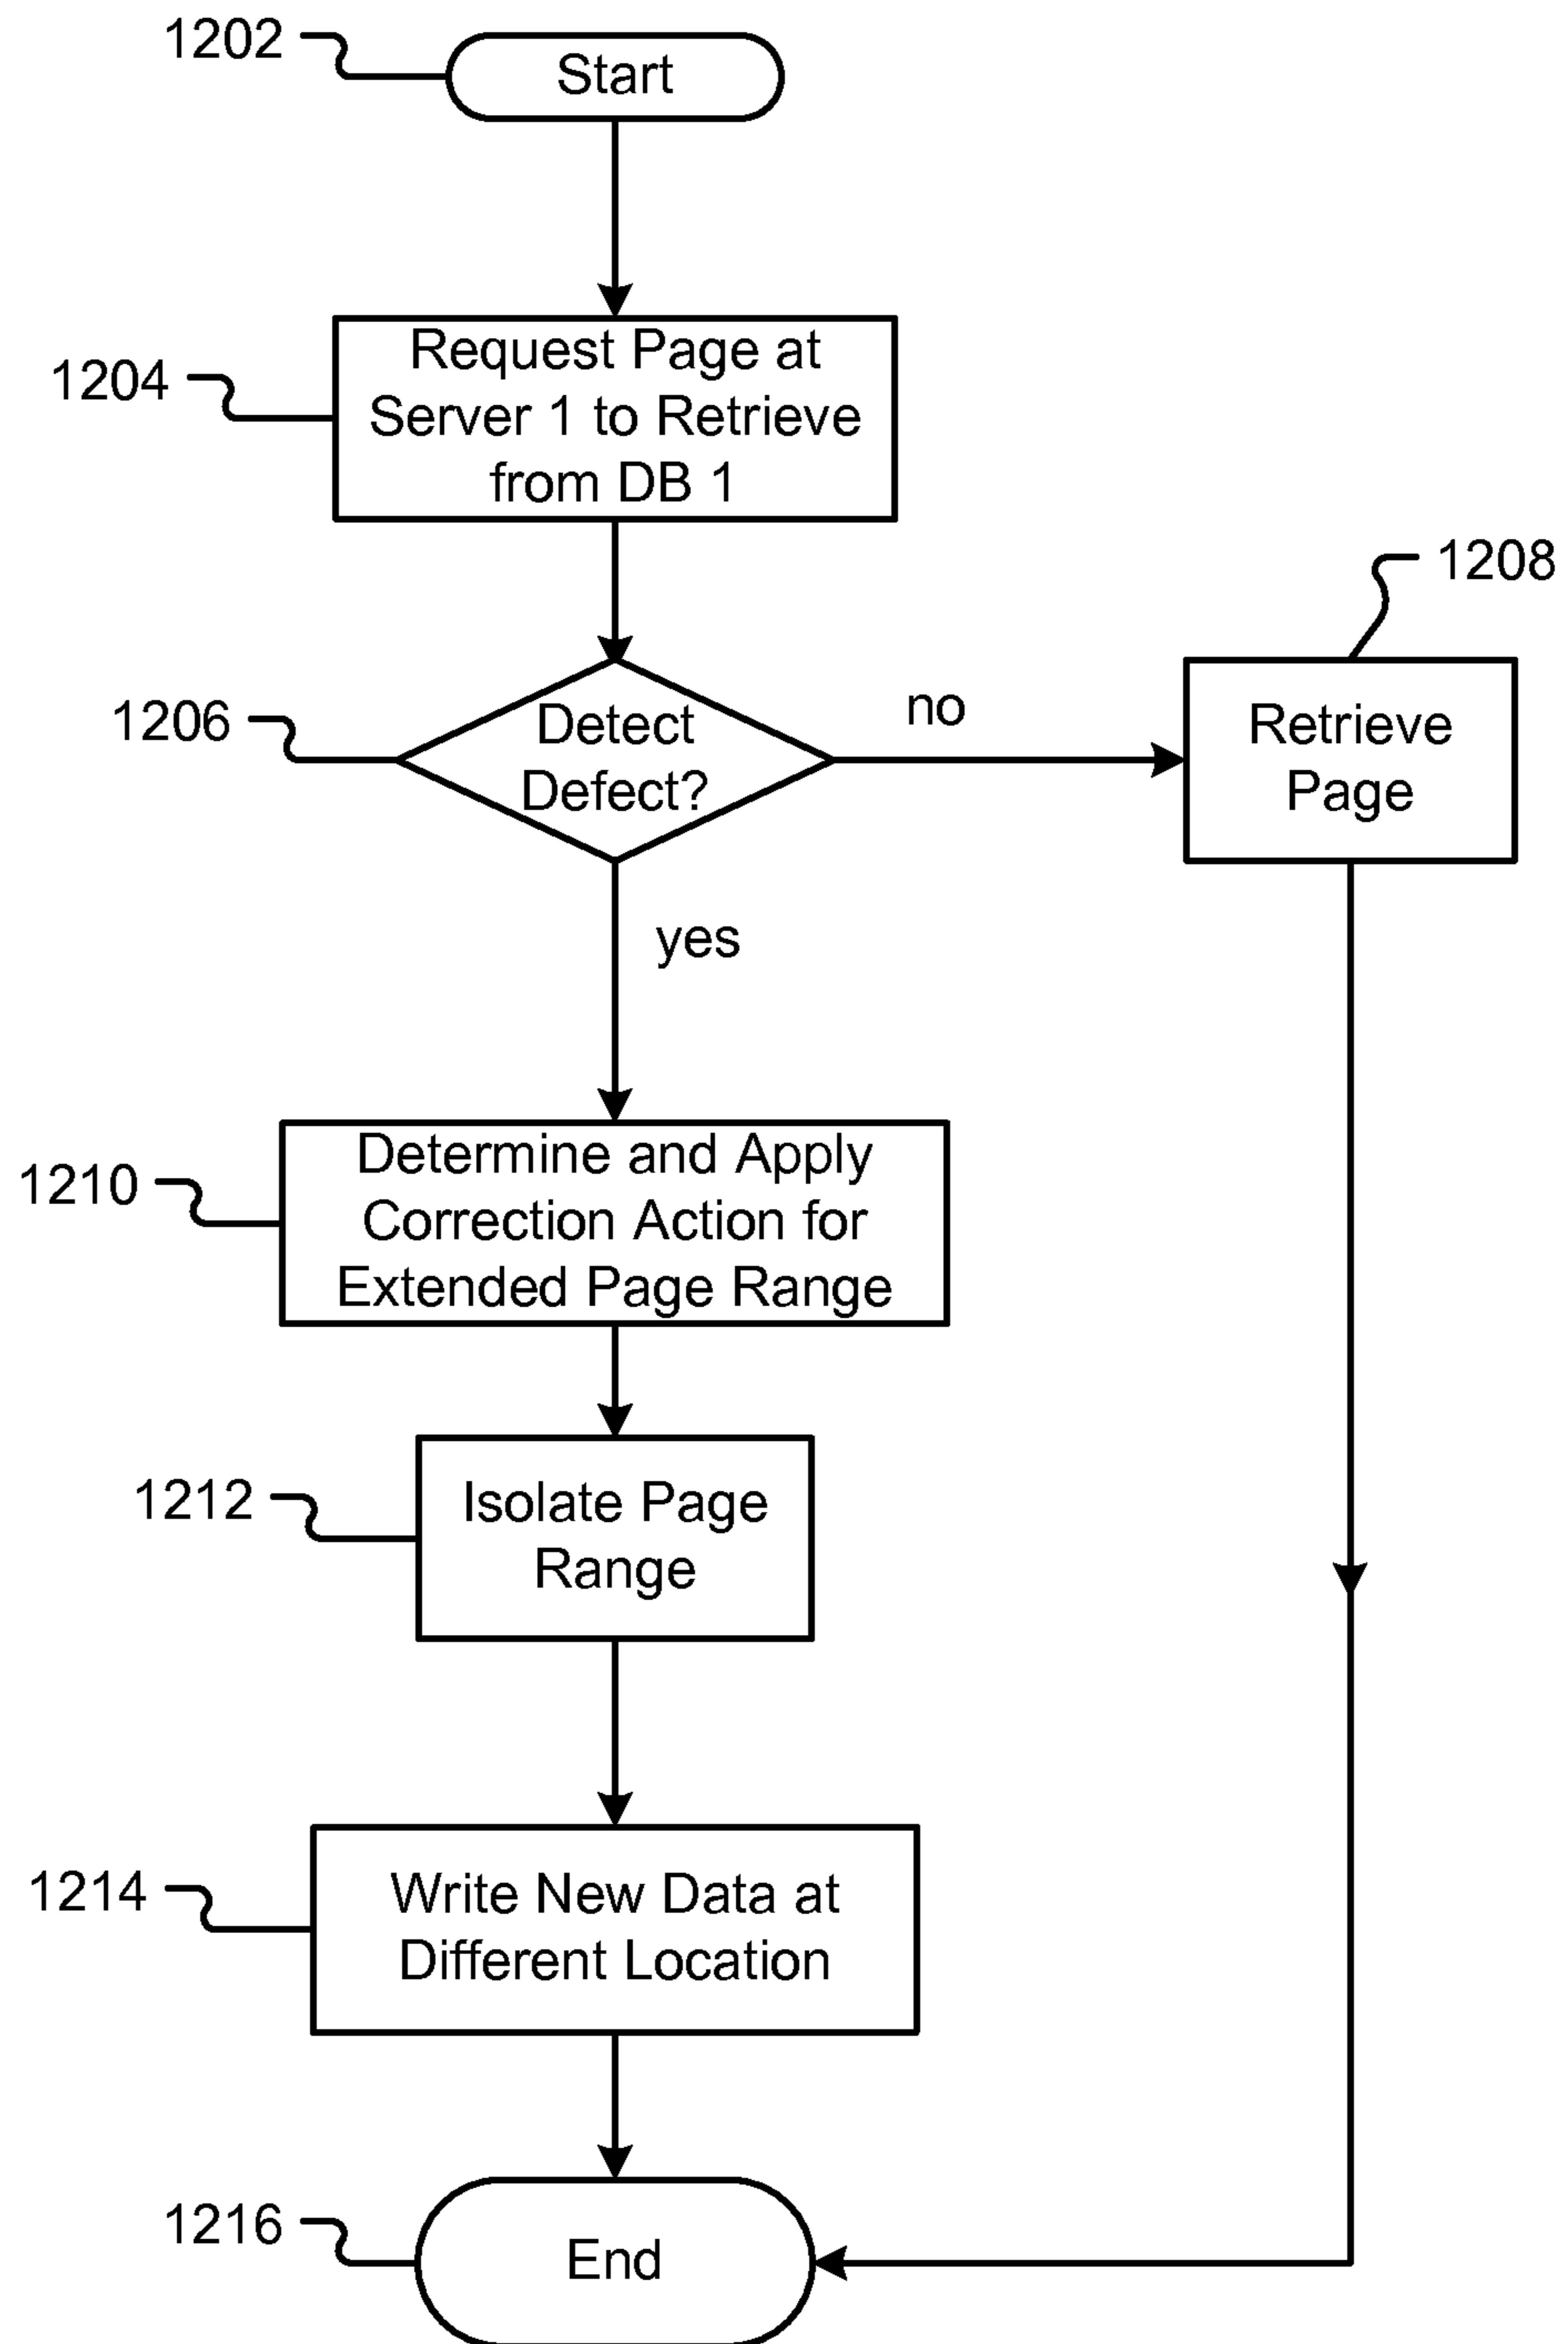 1202
Start
1204
Request Page at
Server 1 to Retrieve
from DB 1
1206
Detect
Defect?
no
1208
Retrieve
Page
yes
1210
Determine and Apply
Correction Action for
Extended Page Range
1212
Isolate Page
Range
1214
Write New Data at
Different Location
1216
End